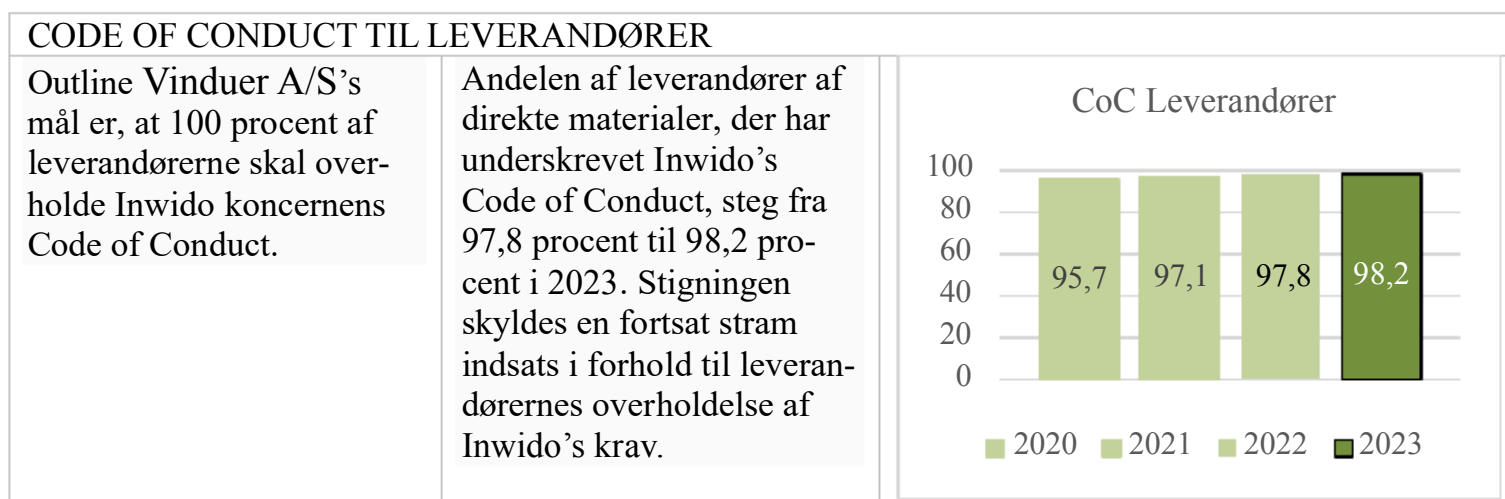 CODE OF CONDUCT TIL LEVERANDØRER
Outline Vinduer A/S’s
mål er, at 100 procent af
leverandørerne skal over-
holde Inwido koncernens
Code of Conduct.
Andelen af leverandører af
direkte materialer, der har
underskrevet Inwido’s
Code of Conduct, steg fra
97,8 procent til 98,2 pro-
cent i 2023. Stigningen
skyldes en fortsat stram
indsats i forhold til leveran-
dørernes overholdelse af
Inwido’s krav.
CoC Leverandører
100
80
60
40
20
0
95,7 97,1 97,8 98,2
2020 2021 2022 2023